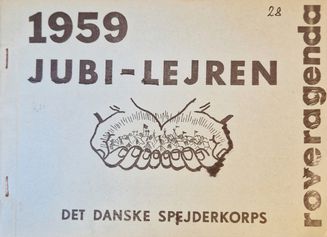 1959
28
JUBI-LEJREN
DET DANSKE SPEJDERKORPS
roveragenda